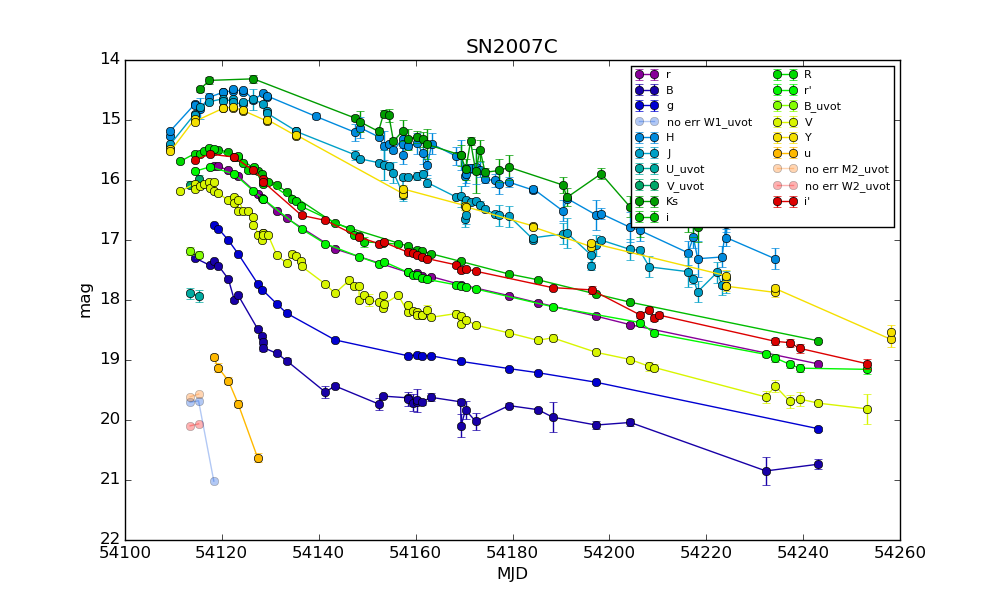 SN2007C
14
15
16
17
18
19
20
21
22
mag
54100
54120
54140
54160
54180
54200
54220
54240
54260
MJD
r
B
g
no err W1_uvot
H
J
U_uvot
V_uvot
Ks
i
R
r'
B_uvot
V
Y
u
no err M2_uvot
no err W2_uvot
i'